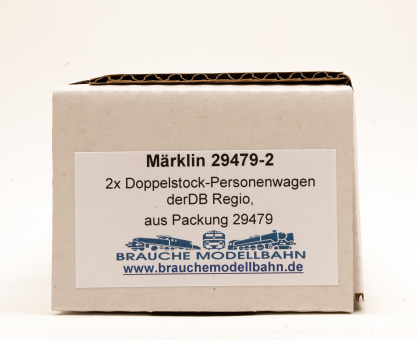 Märklin 29479-2
2x Doppelstock-Personenwagen
derDB Regio,
aus Packung 29479
BRAUCHE MODELLBAHN
www.brauchemodellbahn.de